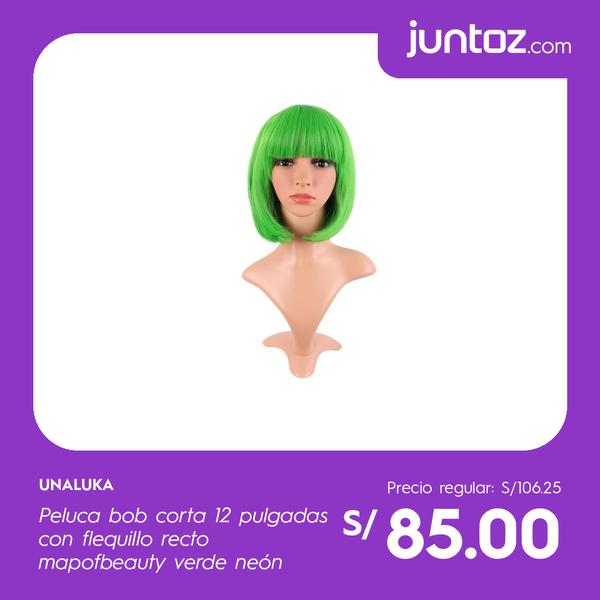 juntoz.com
UNALUKA
Peluca bob corta 12 pulgadas
con flequillo recto
mapofbeauty verde neón
Precio regular: S/106.25
S/ 85.00